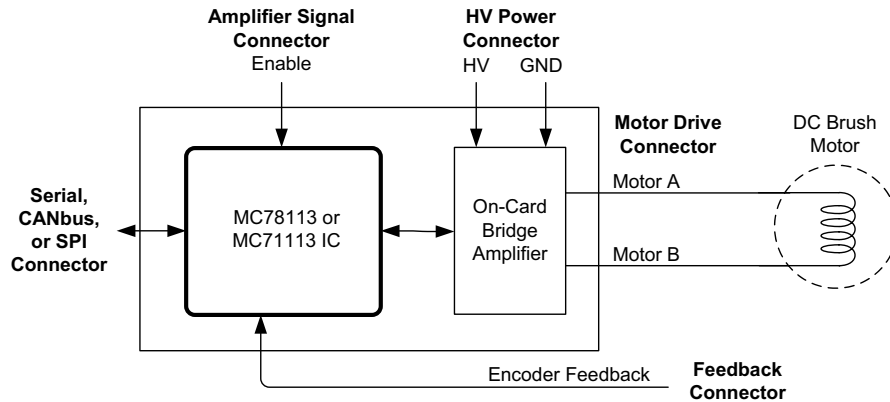 Amplifier Signal
Connector
Enable
HV Power
Connector
HV
GND
Motor Drive
Connector
DC Brush
Motor
Motor A
Serial,
CANbus,
or SPI
Connector
MC78113 or
MC71113 IC
On-Card
Bridge
Amplifier
Motor B
Encoder Feedback
Feedback
Connector